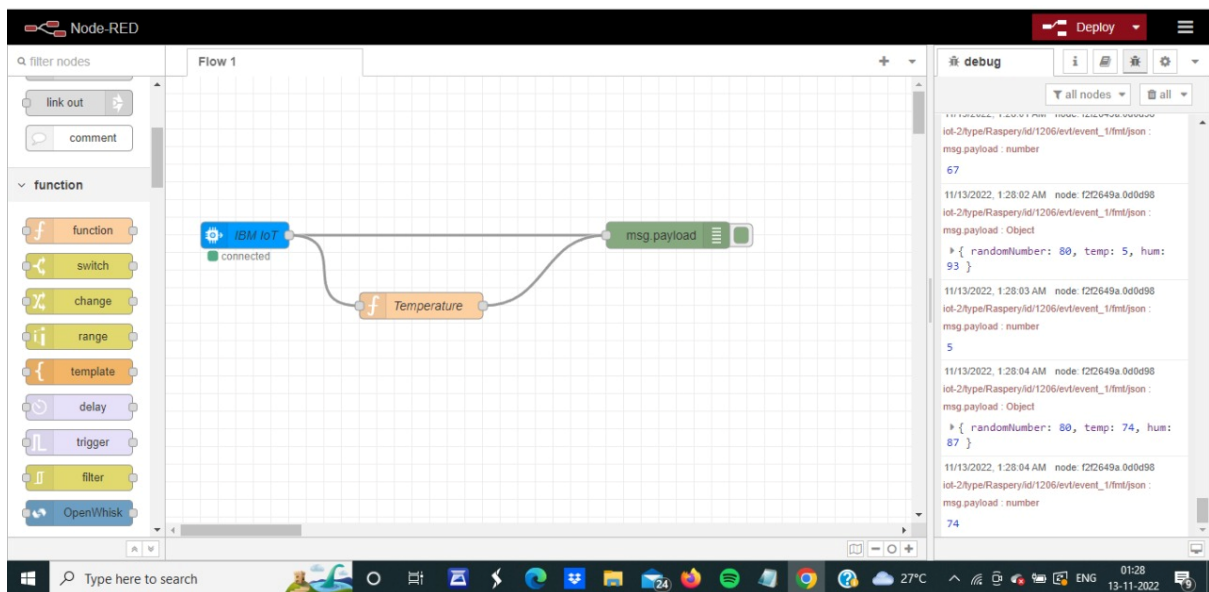 Node-RED
Deploy
filter nodes
Flow 1
debug
i
all nodes
all
link out
comment
function
function
switch
change
range
template
delay
trigger
filter
OpenWhisk
IBM IoT
connected
Temperature
msg.payload
iot-2/type/Raspery/id/1206/evt/event_1/fmt/json :
msg.payload : number
67
11/13/2022, 1:28:02 AM node: f2f2649a.0d0d98
iot-2/type/Raspery/id/1206/evt/event_1/fmt/json :
msg.payload : Object
{ randomNumber: 80, temp: 5, hum:
93 }
11/13/2022, 1:28:03 AM node: f2f2649a.0d0d98
iot-2/type/Raspery/id/1206/evt/event_1/fmt/json :
msg.payload : number
5
11/13/2022, 1:28:04 AM node: f2f2649a.0d0d98
iot-2/type/Raspery/id/1206/evt/event_1/fmt/json :
msg.payload : Object
{ randomNumber: 80, temp: 74, hum:
87 }
11/13/2022, 1:28:04 AM node: f2f2649a.0d0d98
iot-2/type/Raspery/id/1206/evt/event_1/fmt/json :
msg.payload : number
74
Type here to search
24
27°C
ENG
01:28
13-11-2022
9